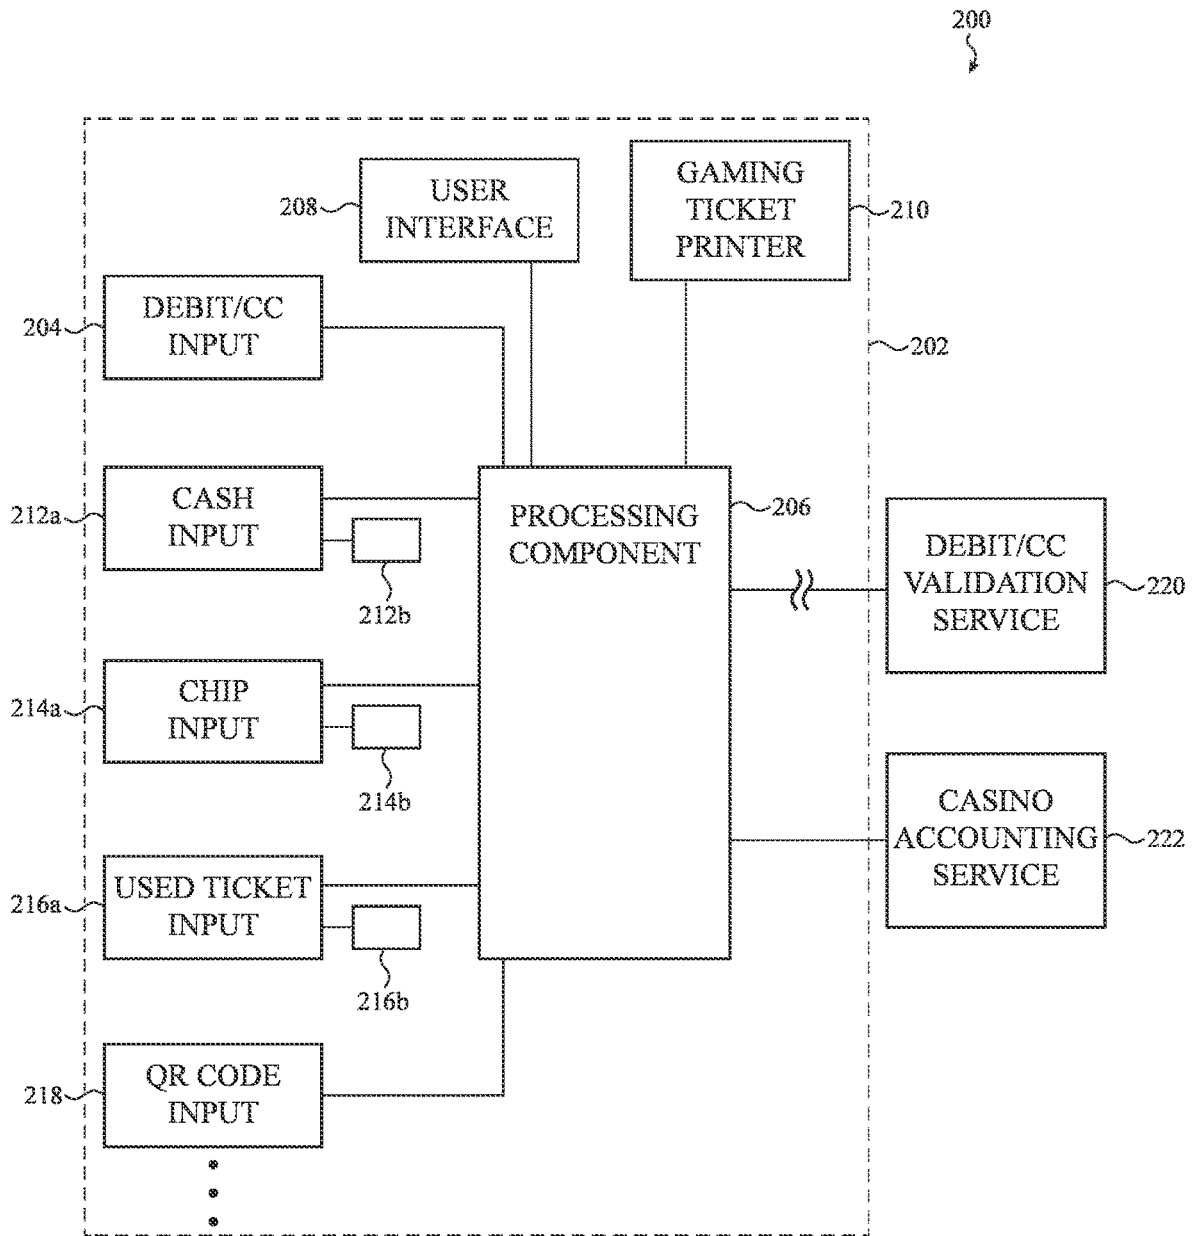 200
USER
INTERFACE
208
GAMING
TICKET
PRINTER
210
DEBIT/CC
INPUT
204
202
CASH
INPUT
212a
212b
PROCESSING
COMPONENT
206
DEBIT/CC
VALIDATION
SERVICE
220
CHIP
INPUT
214a
214b
CASINO
ACCOUNTING
SERVICE
222
USED TICKET
INPUT
216a
216b
QR CODE
INPUT
218